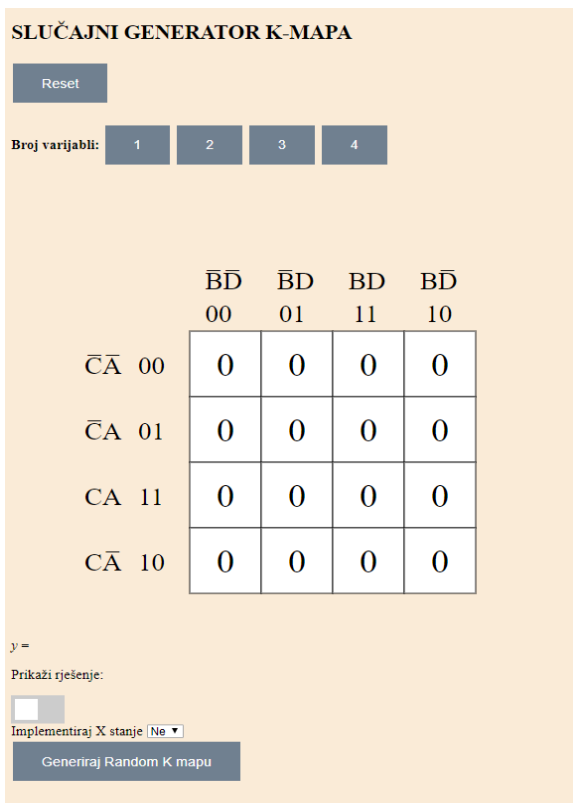 SLUČAJNI GENERATOR K-MAPA
Reset
Broj varijabli: 1 2 3 4
B̅D̅ B̅D BD BD̅
00 01 11 10
C̅A̅ 00 0 0 0 0
C̅A 01 0 0 0 0
CA 11 0 0 0 0
CA̅ 10 0 0 0 0
y =
Prikaži rješenje:
Implementiraj X stanje Ne ▼
Generiraj Random K mapu